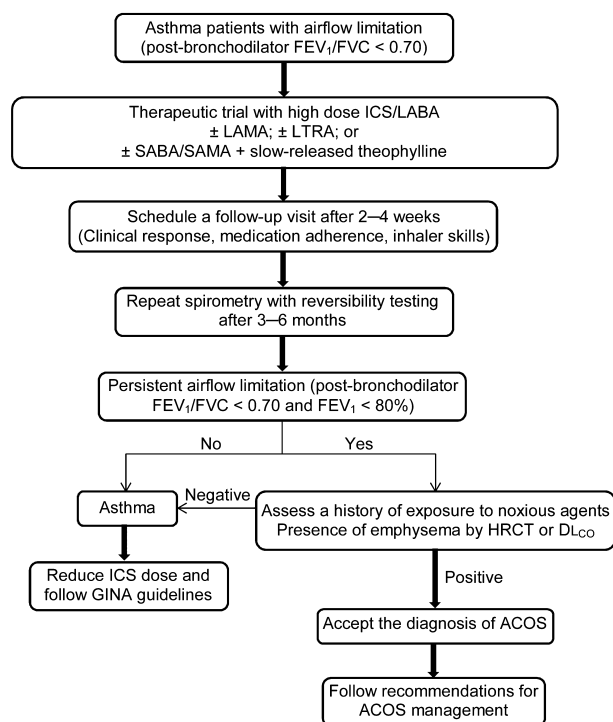 Asthma patients with airflow limitation
(post-bronchodilator FEV₁/FVC < 0.70)
Therapeutic trial with high dose ICS/LABA
± LAMA; ± LTRA; or
± SABA/SAMA + slow-released theophylline
Schedule a follow-up visit after 2–4 weeks
(Clinical response, medication adherence, inhaler skills)
Repeat spirometry with reversibility testing
after 3–6 months
Persistent airflow limitation (post-bronchodilator
FEV₁/FVC < 0.70 and FEV₁ < 80%)
No
Yes
Asthma
Negative
Assess a history of exposure to noxious agents
Presence of emphysema by HRCT or DLCO
Reduce ICS dose and
follow GINA guidelines
Positive
Accept the diagnosis of ACOS
Follow recommendations for
ACOS management